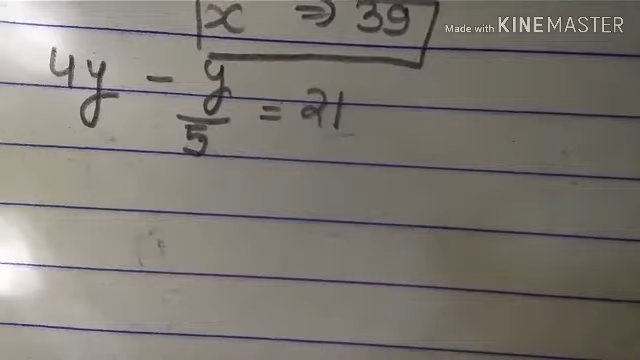 x ⇒ 39
Made with KINEMASTER
4y - y/5 = 21